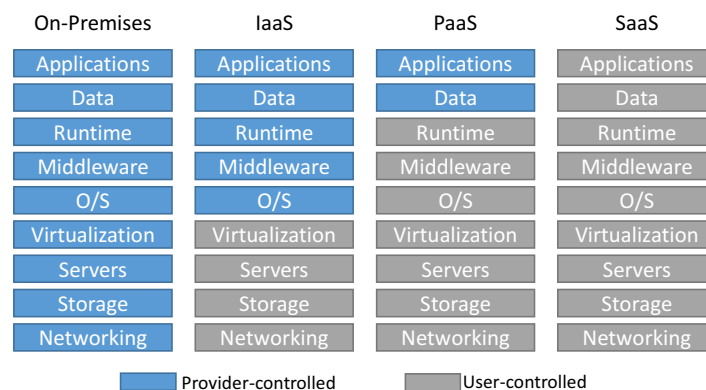 On-Premises IaaS PaaS SaaS
Applications Applications Applications Applications
Data Data Data Data
Runtime Runtime Runtime Runtime
Middleware Middleware Middleware Middleware
O/S O/S O/S O/S
Virtualization Virtualization Virtualization Virtualization
Servers Servers Servers Servers
Storage Storage Storage Storage
Networking Networking Networking Networking
Provider-controlled User-controlled